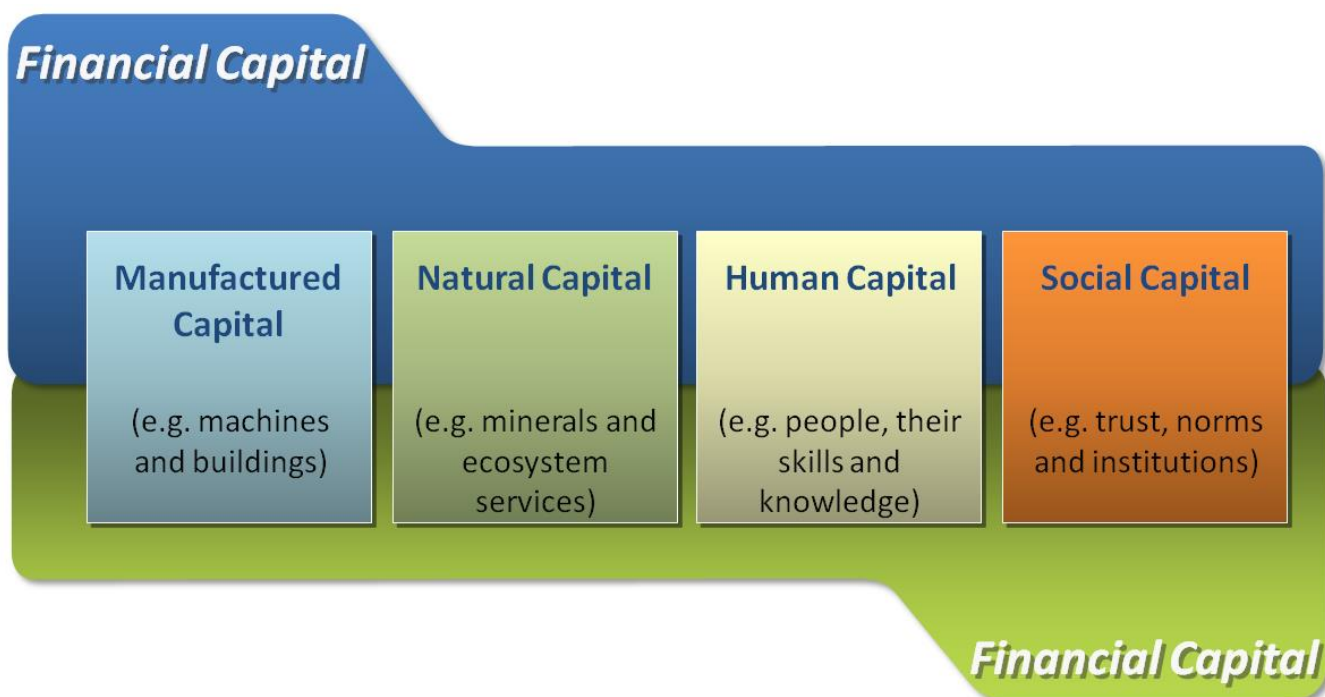 Financial Capital
Manufactured
Capital
(e.g. machines
and buildings)
Natural Capital
(e.g. minerals and
ecosystem
services)
Human Capital
(e.g. people, their
skills and
knowledge)
Social Capital
(e.g. trust, norms
and institutions)
Financial Capital